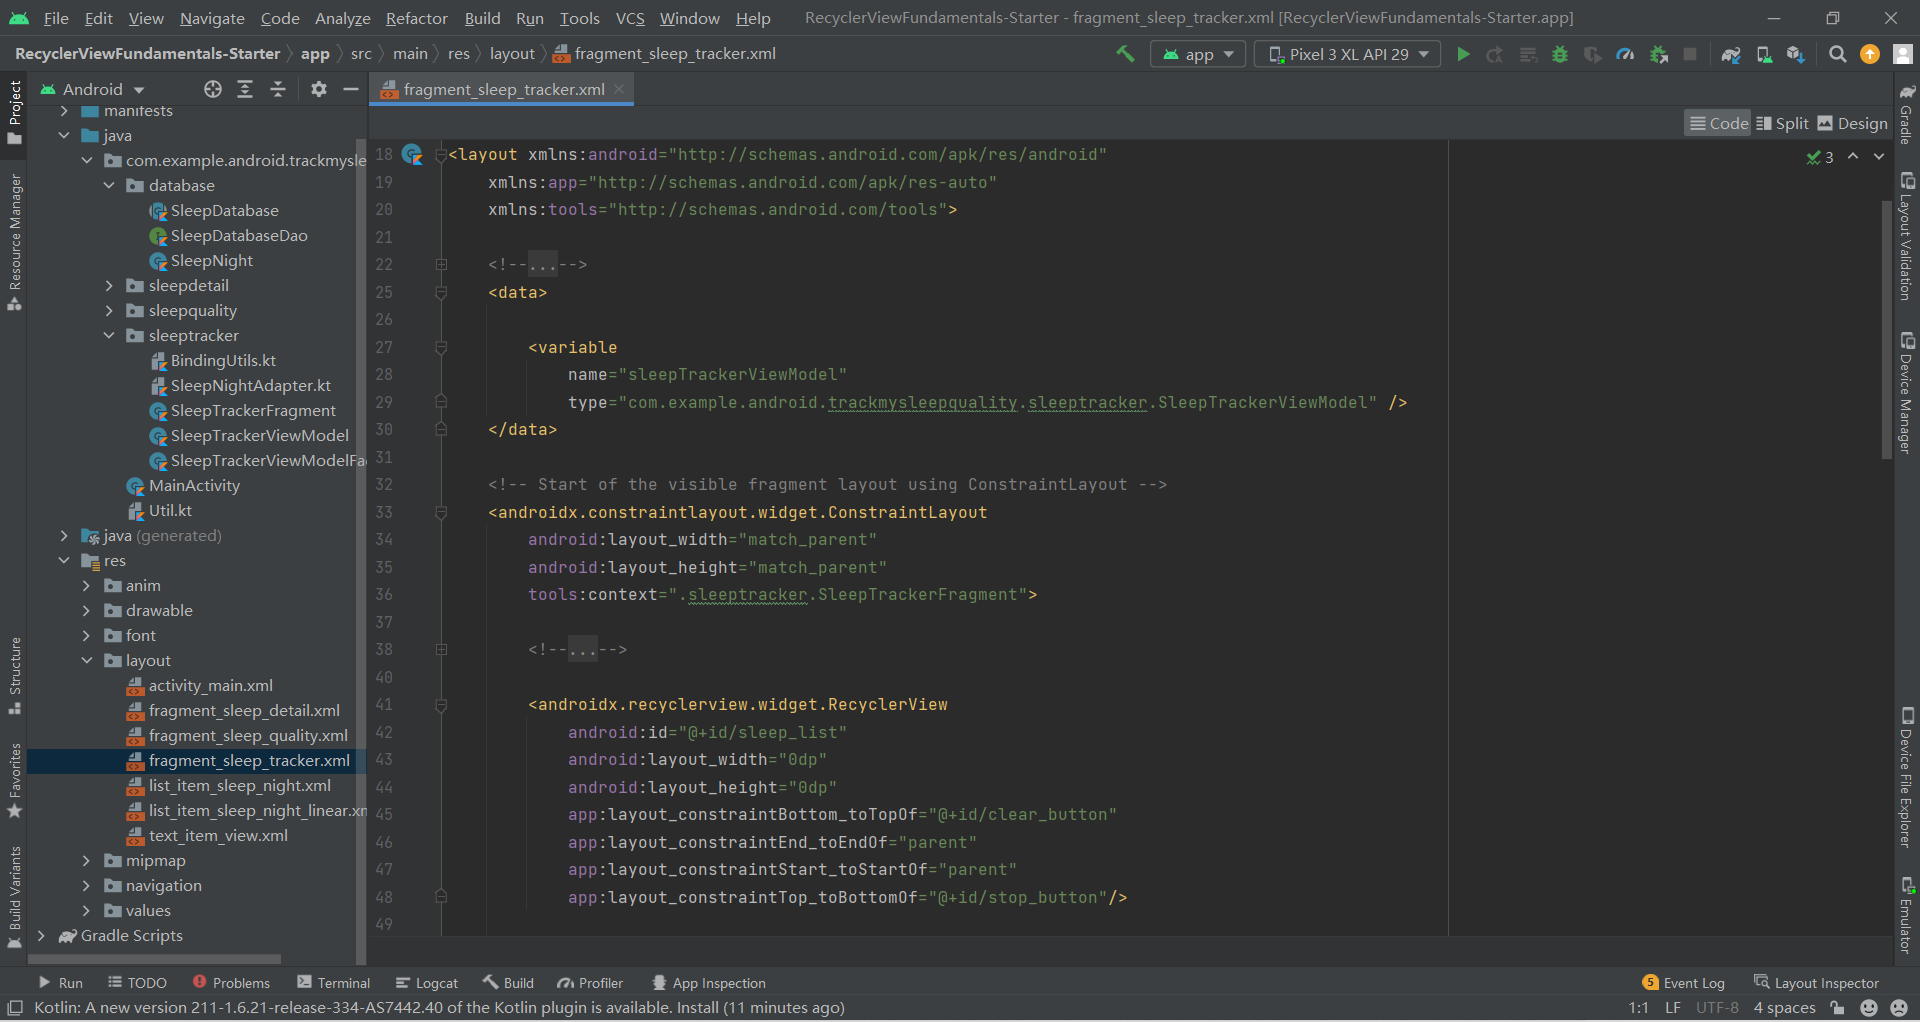 File Edit View Navigate Code Analyze Refactor Build Run Tools VCS Window Help RecyclerViewFundamentals-Starter - fragment_sleep_tracker.xml [RecyclerViewFundamentals-Starter.app]
RecyclerViewFundamentals-Starter app src main res layout fragment_sleep_tracker.xml app Pixel 3 XL API 29
Project
Resource Manager
Structure
Favorites
Build Variants
Android
manifests
java
com.example.android.trackmysle
database
SleepDatabase
SleepDatabaseDao
SleepNight
sleepdetail
sleepquality
sleeptracker
BindingUtils.kt
SleepNightAdapter.kt
SleepTrackerFragment
SleepTrackerViewModel
SleepTrackerViewModelFa
MainActivity
Util.kt
java (generated)
res
anim
drawable
font
layout
activity_main.xml
fragment_sleep_detail.xml
fragment_sleep_quality.xml
fragment_sleep_tracker.xml
list_item_sleep_night.xml
list_item_sleep_night_linear.xm
text_item_view.xml
mipmap
navigation
values
Gradle Scripts
fragment_sleep_tracker.xml
Code Split Design
3
18 <layout xmlns:android="http://schemas.android.com/apk/res/android"
19 xmlns:app="http://schemas.android.com/apk/res-auto"
20 xmlns:tools="http://schemas.android.com/tools">
21
22 <!--...-->
25 <data>
26
27 <variable
28 name="sleepTrackerViewModel"
29 type="com.example.android.trackmysleepquality.sleeptracker.SleepTrackerViewModel" />
30 </data>
31
32 <!-- Start of the visible fragment layout using ConstraintLayout -->
33 <androidx.constraintlayout.widget.ConstraintLayout
34 android:layout_width="match_parent"
35 android:layout_height="match_parent"
36 tools:context=".sleeptracker.SleepTrackerFragment">
37
38 <!--...-->
40
41 <androidx.recyclerview.widget.RecyclerView
42 android:id="@+id/sleep_list"
43 android:layout_width="0dp"
44 android:layout_height="0dp"
45 app:layout_constraintBottom_toTopOf="@+id/clear_button"
46 app:layout_constraintEnd_toEndOf="parent"
47 app:layout_constraintStart_toStartOf="parent"
48 app:layout_constraintTop_toBottomOf="@+id/stop_button"/>
49
Gradle
Layout Validation
Device Manager
Device File Explorer
Emulator
Run TODO Problems Terminal Logcat Build Profiler App Inspection 5 Event Log Layout Inspector
Kotlin: A new version 211-1.6.21-release-334-AS7442.40 of the Kotlin plugin is available. Install (11 minutes ago) 1:1 LF UTF-8 4 spaces